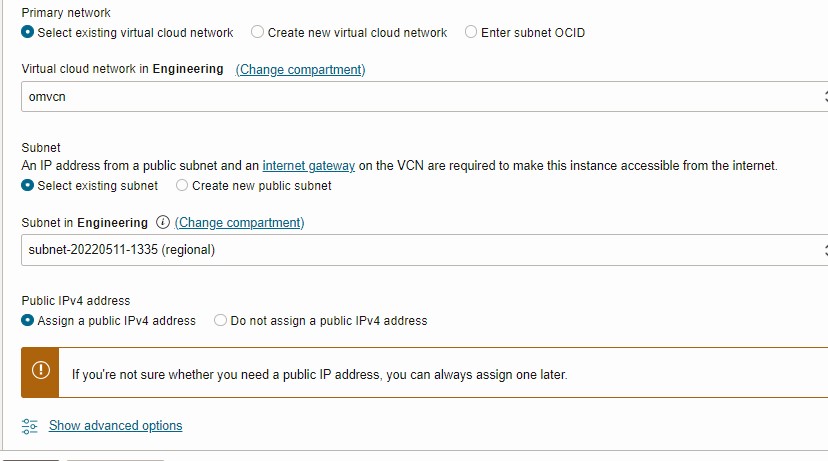 Primary network
Select existing virtual cloud network Create new virtual cloud network Enter subnet OCID
Virtual cloud network in Engineering (Change compartment)
omvcn
Subnet
An IP address from a public subnet and an internet gateway on the VCN are required to make this instance accessible from the internet.
Select existing subnet Create new public subnet
Subnet in Engineering (Change compartment)
subnet-20220511-1335 (regional)
Public IPv4 address
Assign a public IPv4 address Do not assign a public IPv4 address
If you're not sure whether you need a public IP address, you can always assign one later.
Show advanced options